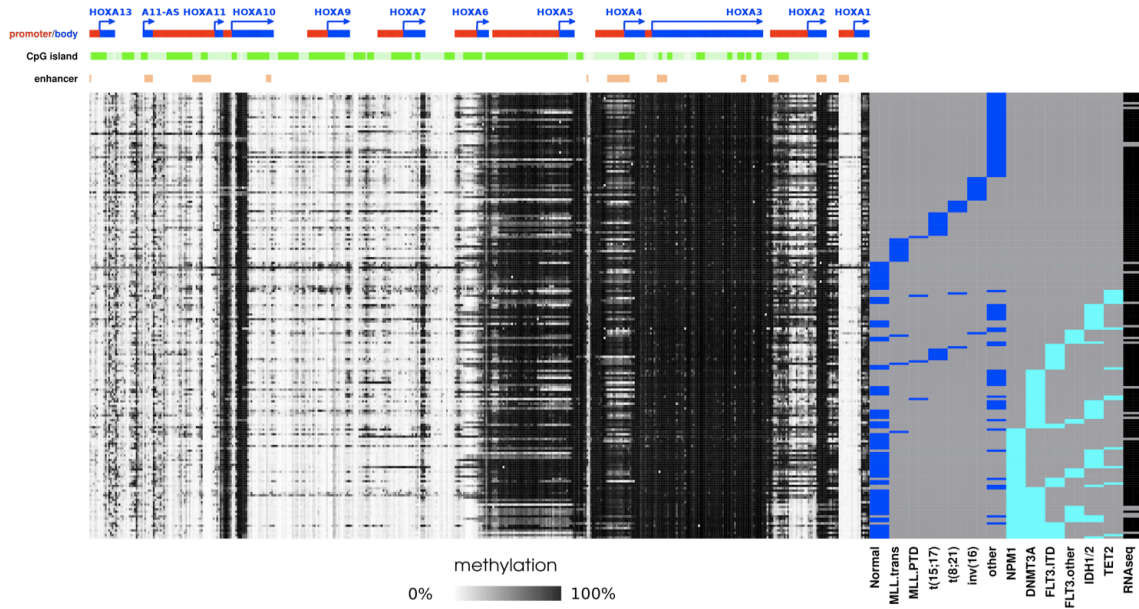 HOXA13 A11-AS HOXA11 HOXA10 HOXA9 HOXA7 HOXA6 HOXA5 HOXA4 HOXA3 HOXA2 HOXA1
promoter/body
CpG island
enhancer
Normal
MLL.trans
MLL.PTD
t(15;17)
t(8;21)
inv(16)
other
NPM1
DNMT3A
FLT3.ITD
FLT3.other
IDH1/2
TET2
RNAseq
methylation
0% 100%